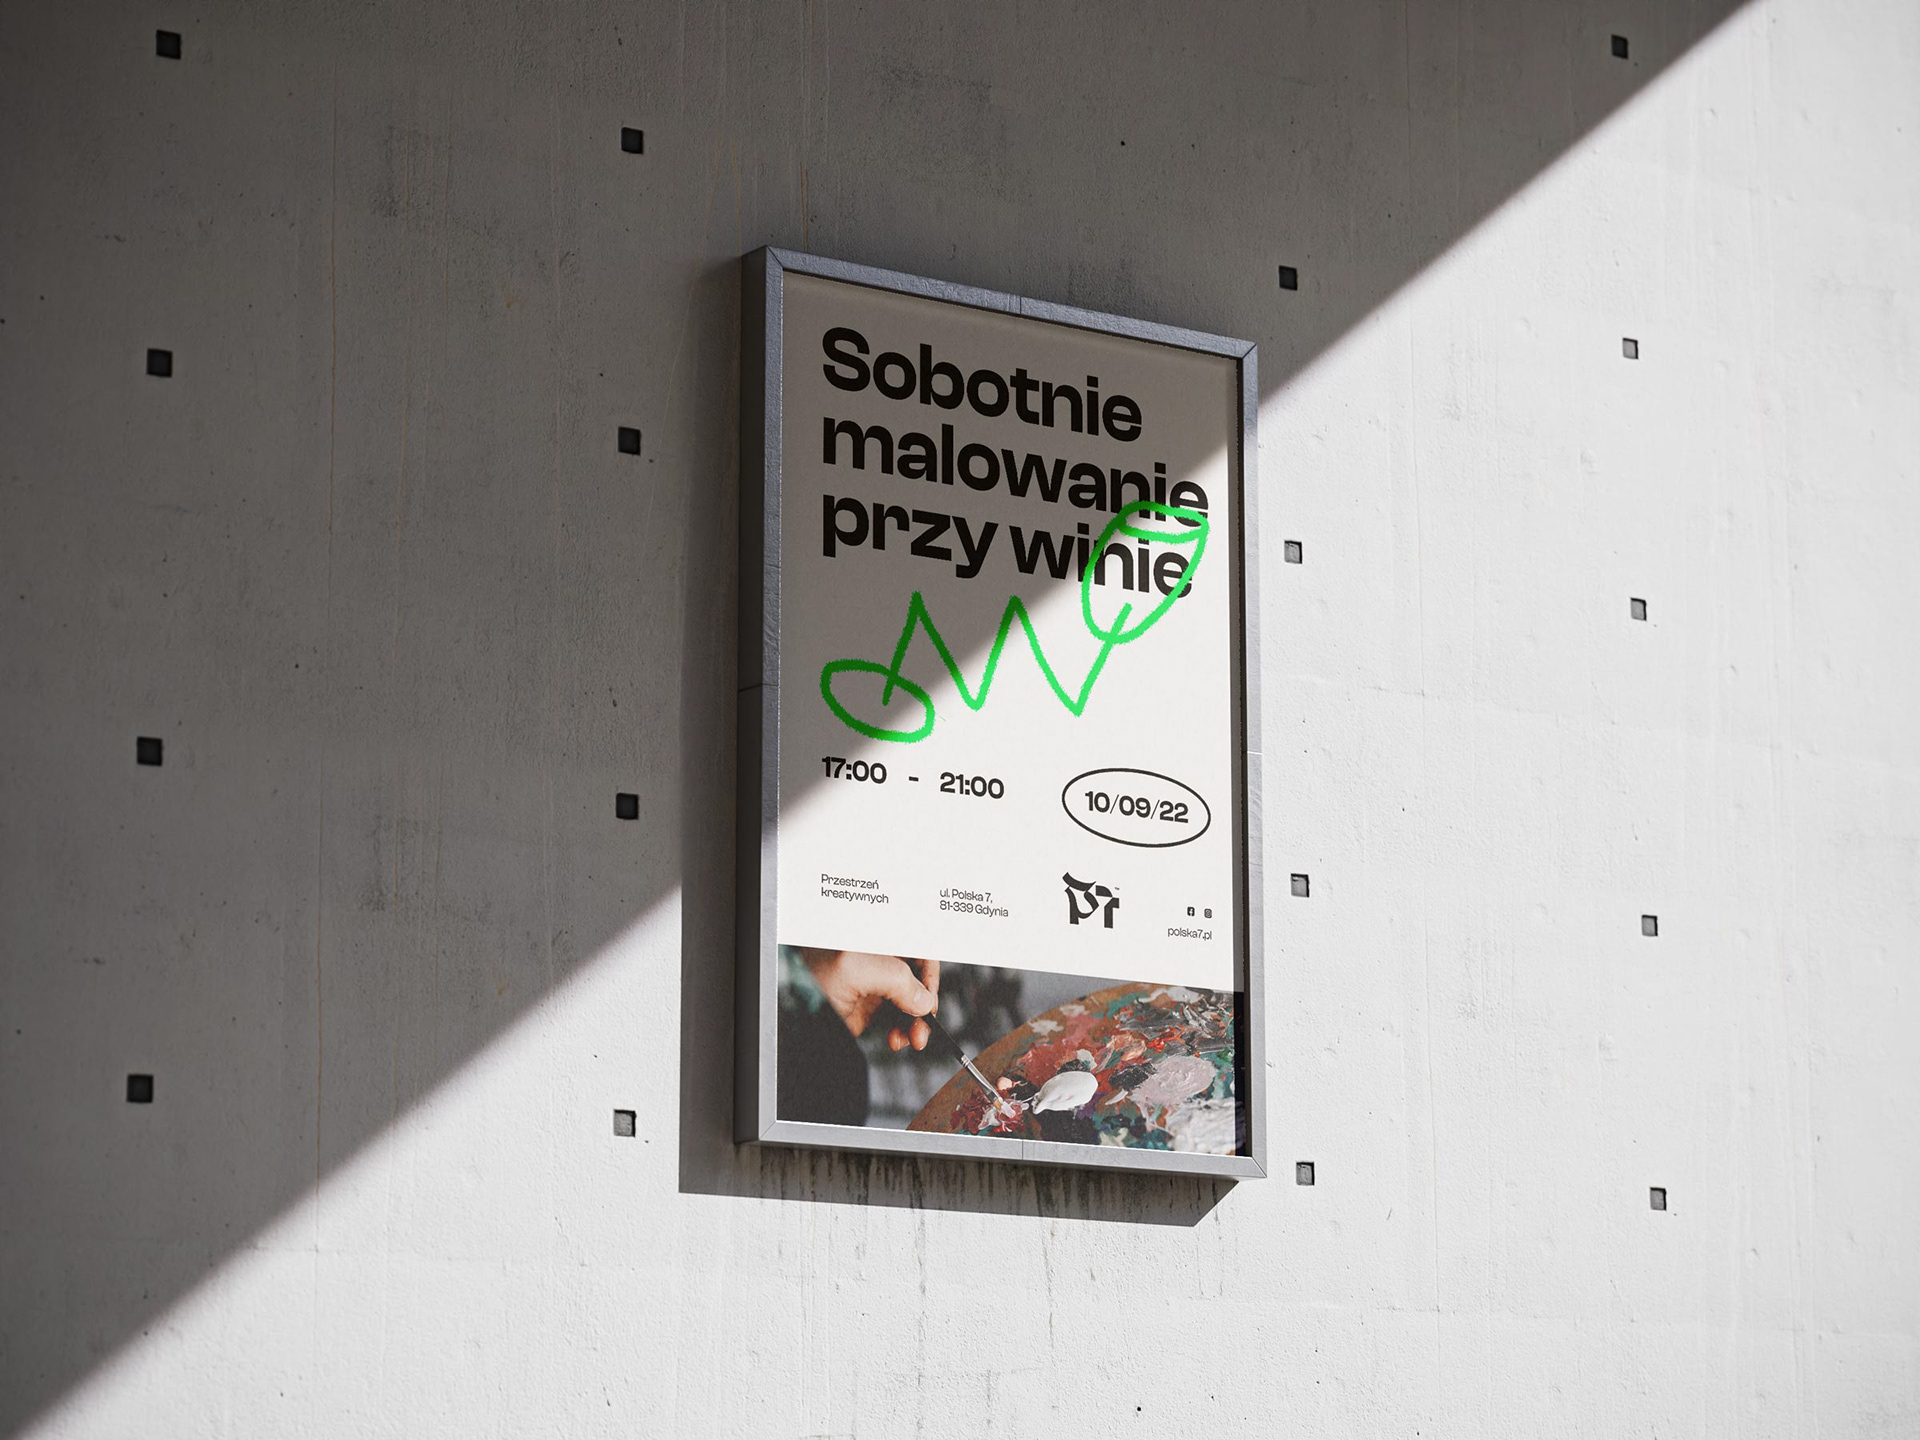 Sobotnie
malowanie
przy winie
17:00 - 21:00
10/09/22
Przestrzeń
kreatywnych
ul. Polska 7,
81-339 Gdynia
P7
polska7.pl